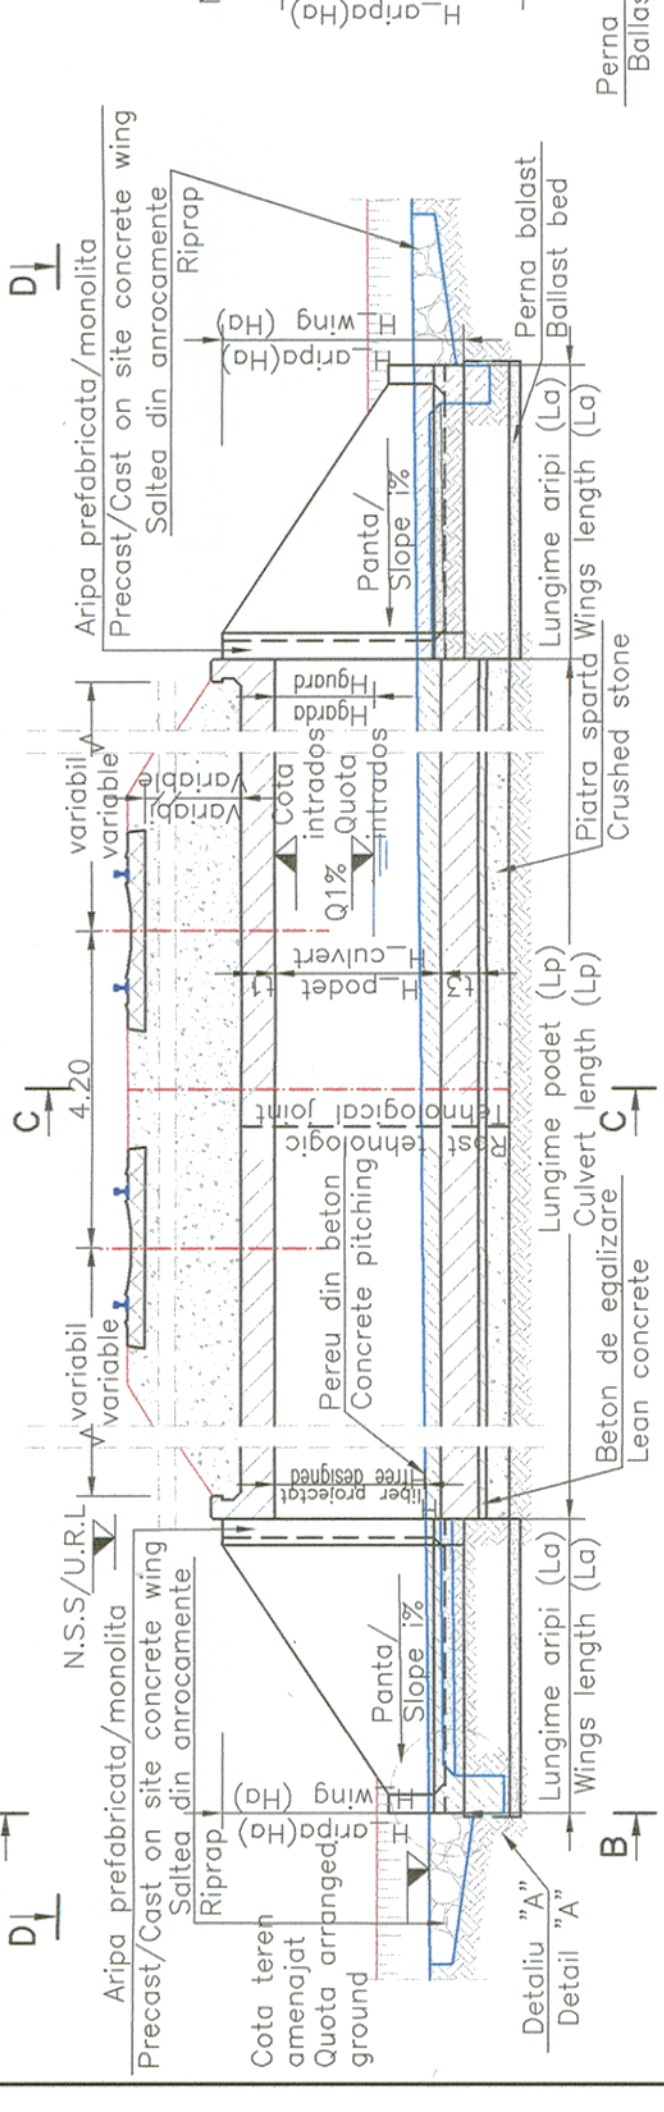 H_aripa(Ha)
Perna
D
D
Aripa prefabricata/monolita
Precast/Cast on site concrete wing
Saltea din anrocamente
Riprap
N.S.S/U.R.L
variabil
variable
C
4.20
variabil
variable
Aripa prefabricata/monolita
Precast/Cast on site concrete wing
Saltea din anrocamente
Riprap
Cota teren
amenajat
Quota arranged
ground
H_aripa(Ha)
H_wing (Ha)
Panta/
Slope i%
liber proiectat
free designed
Pereu din beton
Concrete pitching
Rost tehnologic
Tehnological joint
t1
H_podet
H_culvert
t3
Variabil
Variable
Q1%
Cota
intrados
Quota
intrados
Hgarda
Hguard
Panta/
Slope i%
H_aripa(Ha)
H_wing (Ha)
Perna balast
Ballast bed
Detaliu "A"
Detail "A"
B
Lungime aripi (La)
Wings length (La)
Beton de egalizare
Lean concrete
Lungime podet (Lp)
Culvert length (Lp)
C
Piatra sparta
Crushed stone
Lungime aripi (La)
Wings length (La)